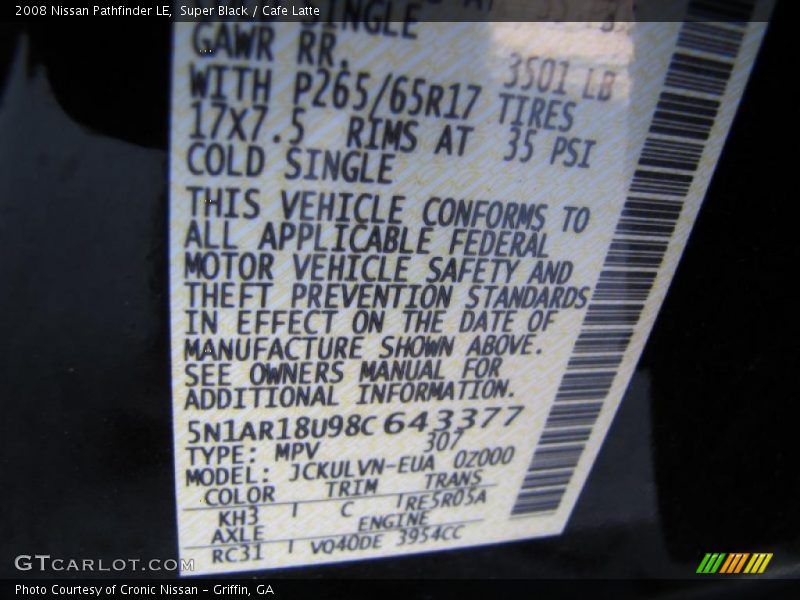 2008 Nissan Pathfinder LE, Super Black / Cafe Latte
SINGLE
GAWR RR. 3501 LB
WITH P265/65R17 TIRES
17X7.5 RIMS AT 35 PSI
COLD SINGLE
THIS VEHICLE CONFORMS TO
ALL APPLICABLE FEDERAL
MOTOR VEHICLE SAFETY AND
THEFT PREVENTION STANDARDS
IN EFFECT ON THE DATE OF
MANUFACTURE SHOWN ABOVE.
SEE OWNERS MANUAL FOR
ADDITIONAL INFORMATION.
5N1AR18U98C643377
TYPE: MPV 307
MODEL: JCKULVN-EUA 0Z000
COLOR TRIM TRANS
KH3 C RE5R05A
AXLE ENGINE
RC31 VQ40DE 3954CC
GTCARLOT.COM
Photo Courtesy of Cronic Nissan - Griffin, GA